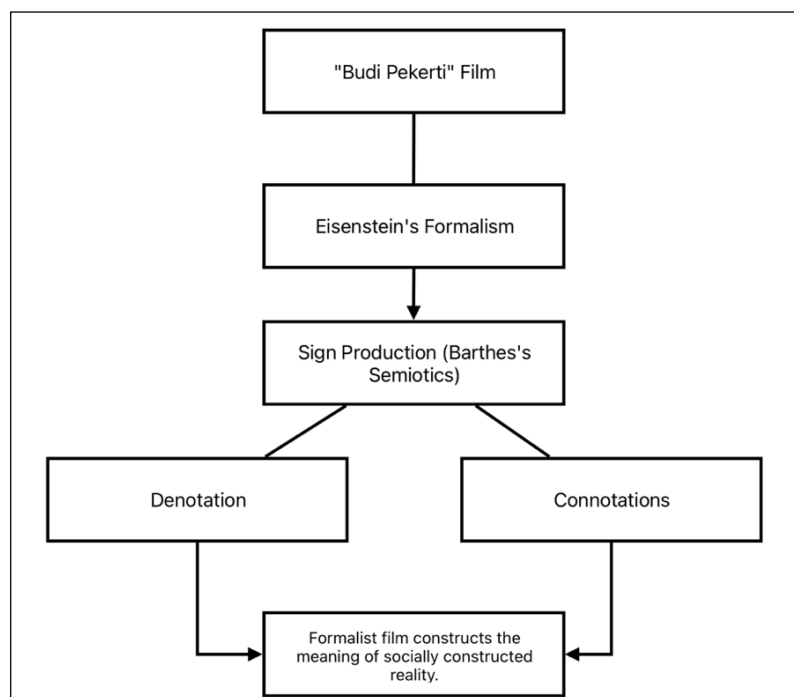 "Budi Pekerti" Film
Eisenstein's Formalism
Sign Production (Barthes's
Semiotics)
Denotation
Connotations
Formalist film constructs the
meaning of socially constructed
reality.